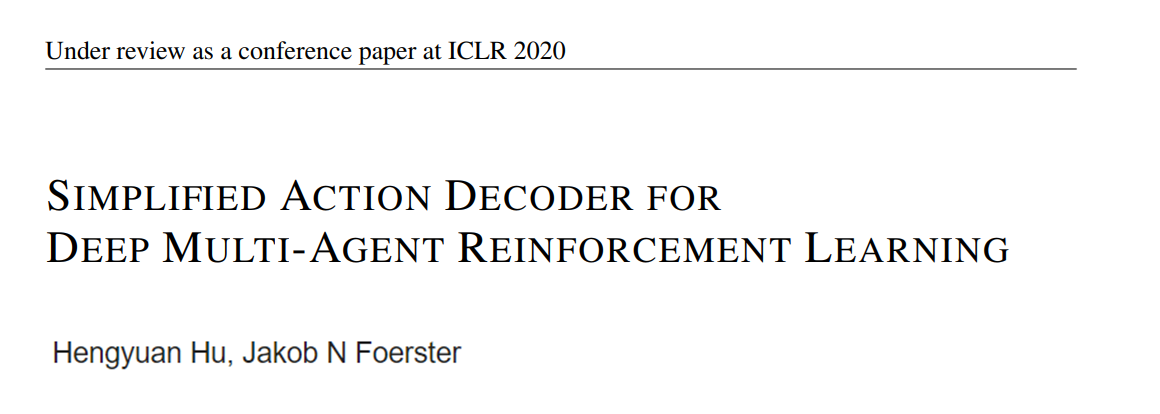 Under review as a conference paper at ICLR 2020
SIMPLIFIED ACTION DECODER FOR
DEEP MULTI-AGENT REINFORCEMENT LEARNING
Hengyuan Hu, Jakob N Foerster